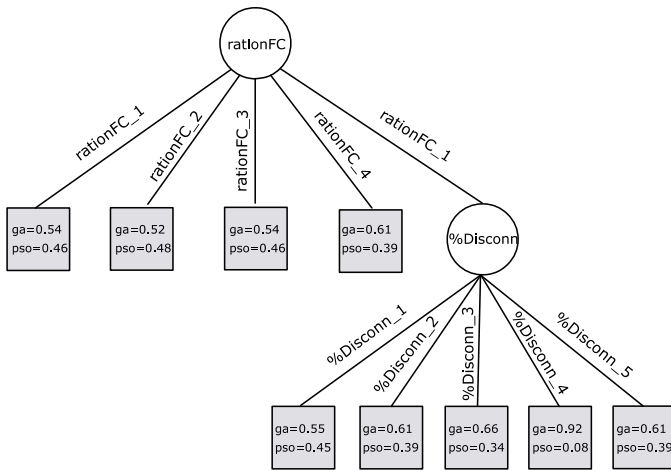 ratIonFC
rationFC_1
rationFC_2
rationFC_3
rationFC_4
rationFC_1
ga=0.54
pso=0.46
ga=0.52
pso=0.48
ga=0.54
pso=0.46
ga=0.61
pso=0.39
%Disconn
%Disconn_1
%Disconn_2
%Disconn_3
%Disconn_4
%Disconn_5
ga=0.55
pso=0.45
ga=0.61
pso=0.39
ga=0.66
pso=0.34
ga=0.92
pso=0.08
ga=0.61
pso=0.39